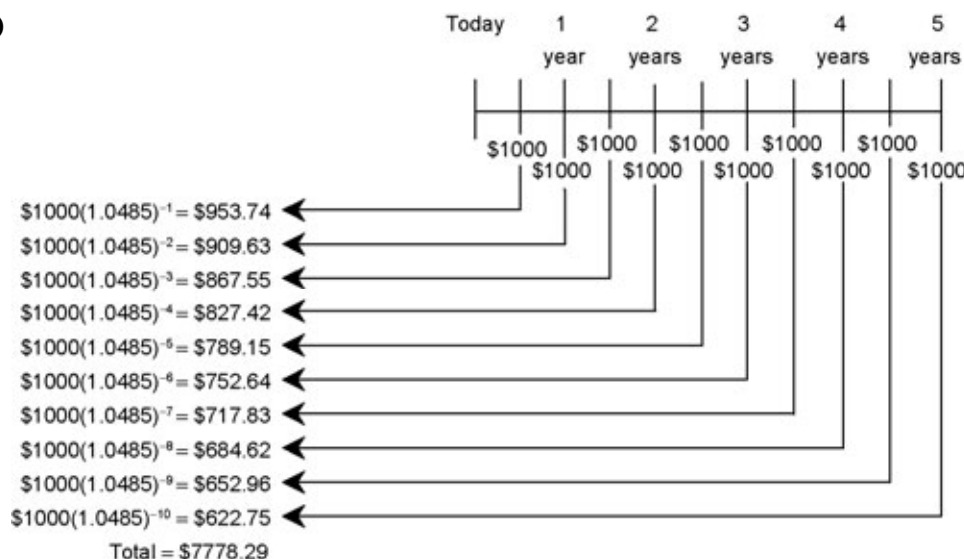 Today 1 2 3 4 5
year years years years years
$1000 $1000 $1000 $1000 $1000
$1000 $1000 $1000 $1000 $1000
$1000(1.0485)⁻¹ = $953.74
$1000(1.0485)⁻² = $909.63
$1000(1.0485)⁻³ = $867.55
$1000(1.0485)⁻⁴ = $827.42
$1000(1.0485)⁻⁵ = $789.15
$1000(1.0485)⁻⁶ = $752.64
$1000(1.0485)⁻⁷ = $717.83
$1000(1.0485)⁻⁸ = $684.62
$1000(1.0485)⁻⁹ = $652.96
$1000(1.0485)⁻¹⁰ = $622.75
Total = $7778.29